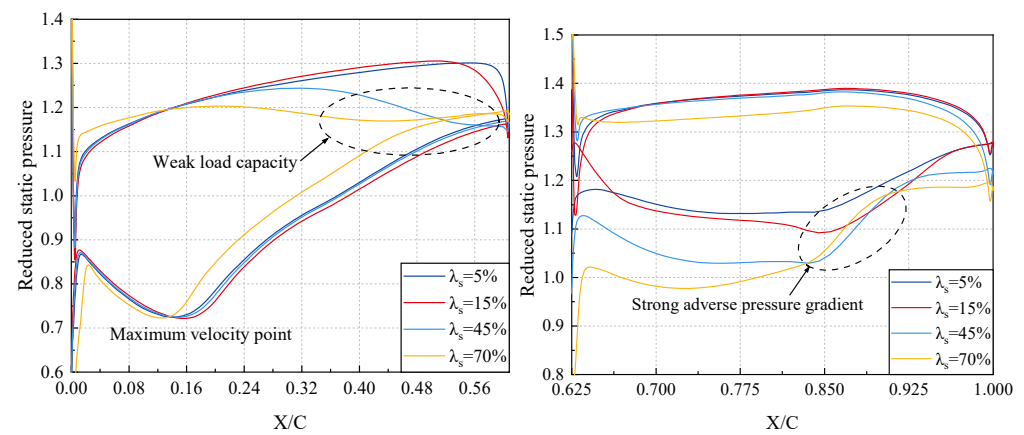 1.4
1.3
1.2
1.1
1.0
0.9
0.8
0.7
0.6
Reduced static pressure
Weak load capacity
Maximum velocity point
λs=5%
λs=15%
λs=45%
λs=70%
0.00 0.08 0.16 0.24 0.32 0.40 0.48 0.56
X/C
1.5
1.4
1.3
1.2
1.1
1.0
0.9
0.8
Reduced static pressure
Strong adverse pressure gradient
λs=5%
λs=15%
λs=45%
λs=70%
0.625 0.700 0.775 0.850 0.925 1.000
X/C